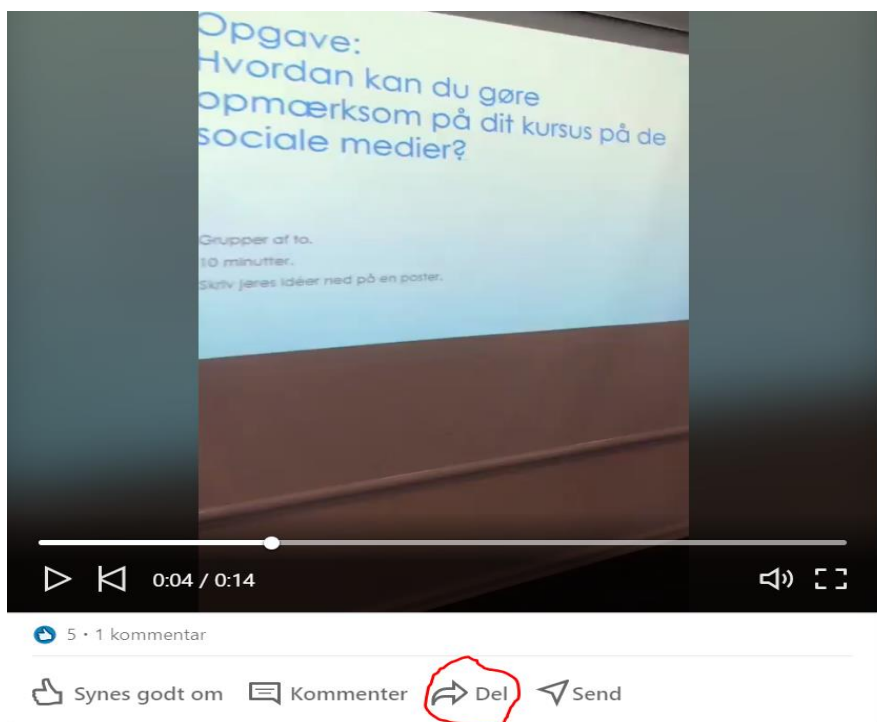 Opgave:
Hvordan kan du gøre
opmærksom på dit kursus på de
sociale medier?
Grupper af to.
10 minutter.
Skriv jeres idéer ned på en poster.
0:04 / 0:14
5 • 1 kommentar
Synes godt om Kommenter Del Send